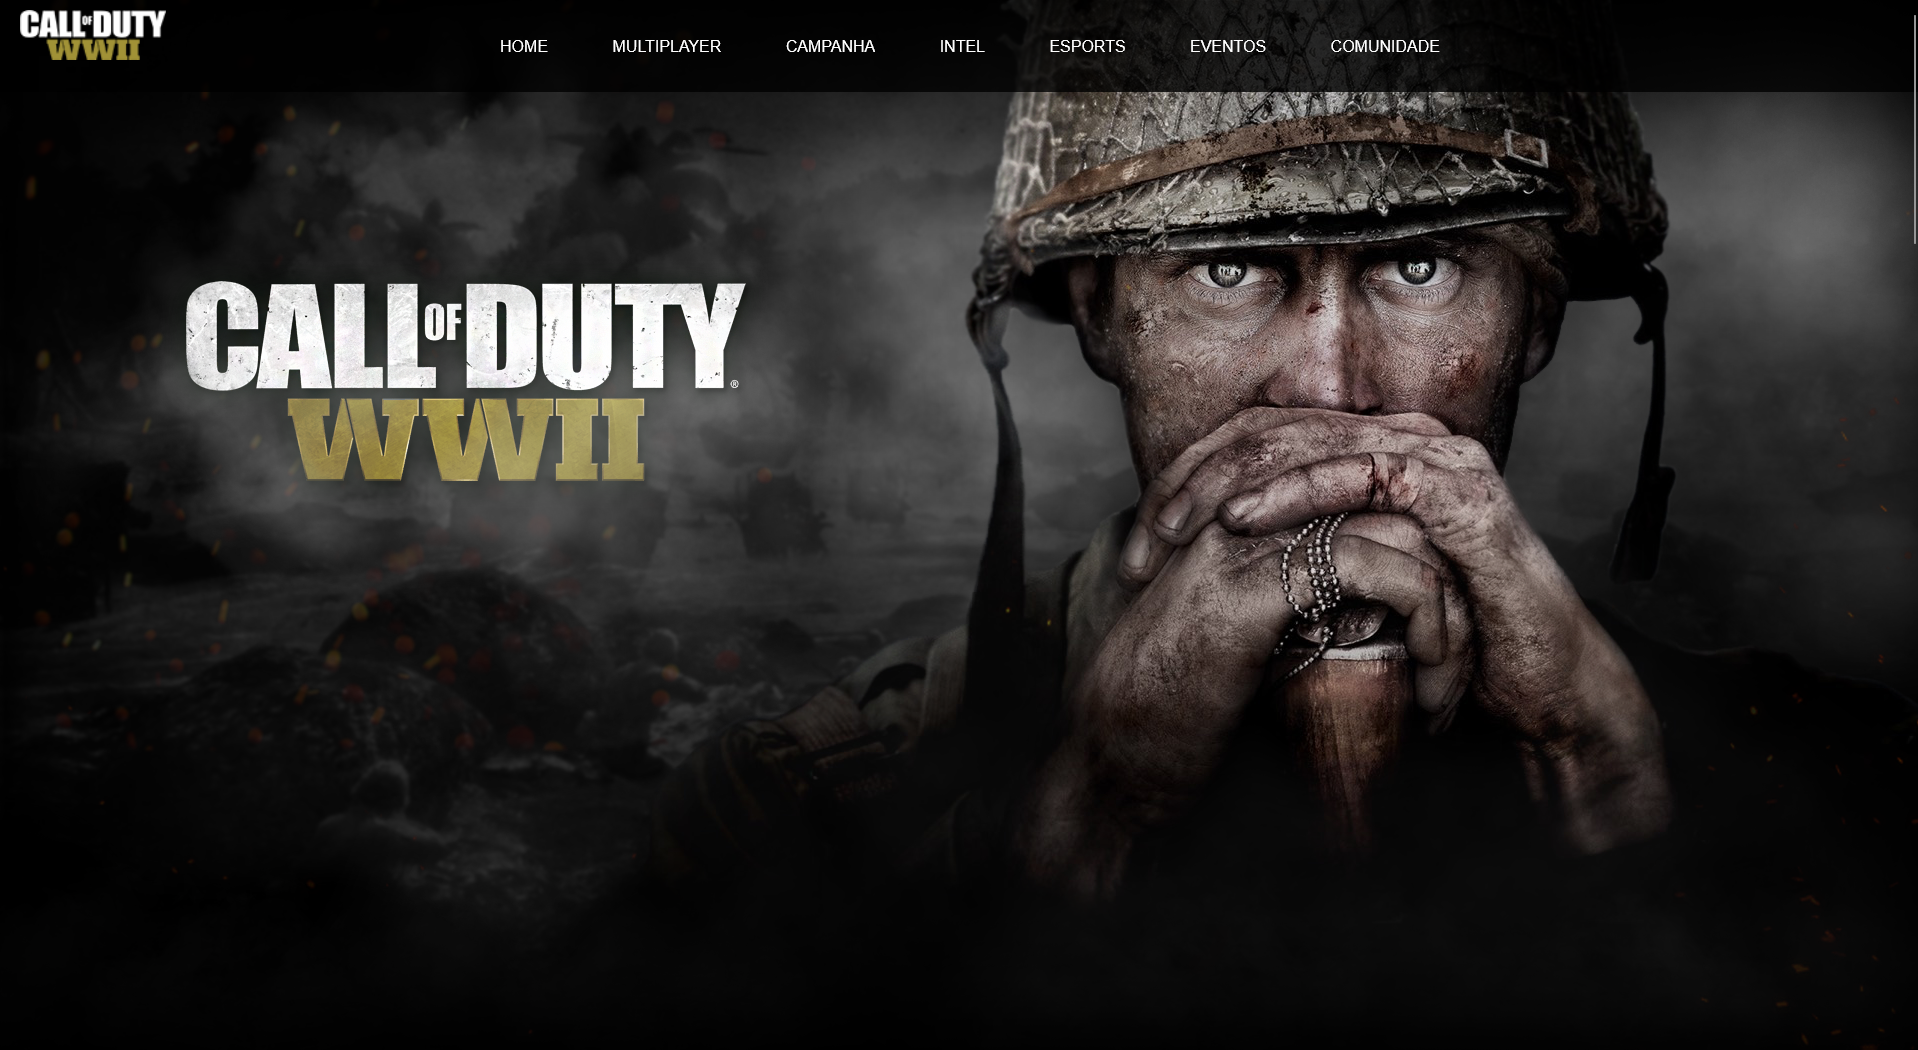 CALL OF DUTY
WWII
HOME MULTIPLAYER CAMPANHA INTEL ESPORTS EVENTOS COMUNIDADE
CALL OF DUTY®
WWII